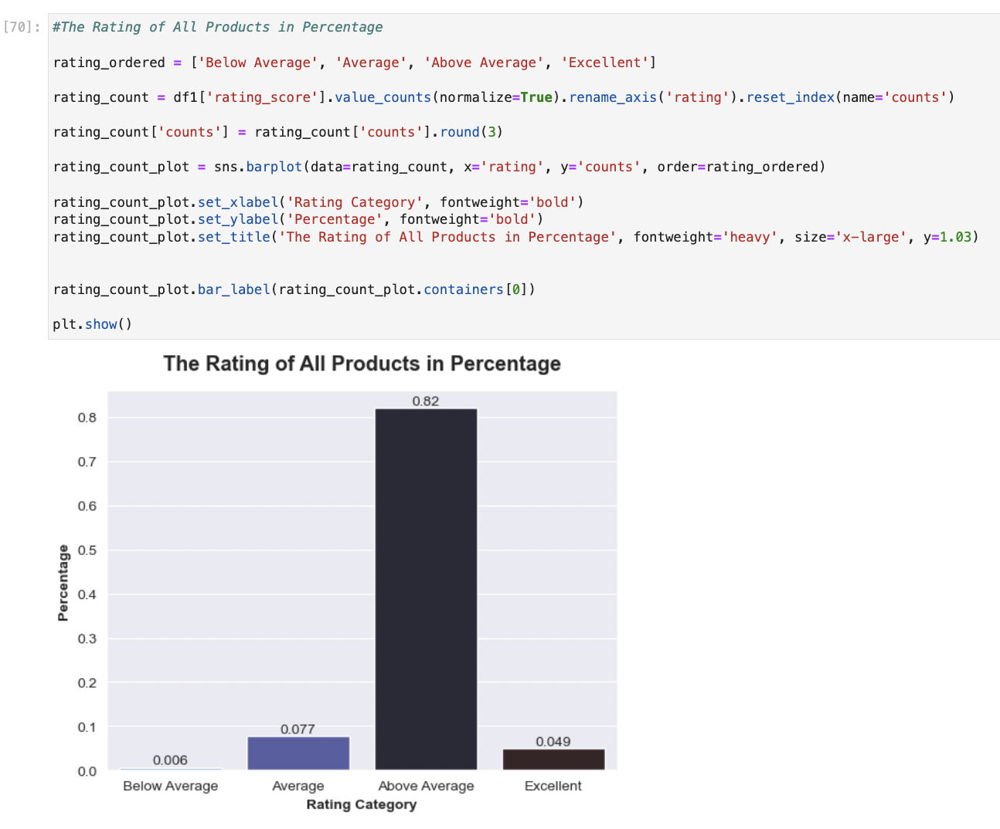 [70]: #The Rating of All Products in Percentage
rating_ordered = ['Below Average', 'Average', 'Above Average', 'Excellent']
rating_count = df1['rating_score'].value_counts(normalize=True).rename_axis('rating').reset_index(name='counts')
rating_count['counts'] = rating_count['counts'].round(3)
rating_count_plot = sns.barplot(data=rating_count, x='rating', y='counts', order=rating_ordered)
rating_count_plot.set_xlabel('Rating Category', fontweight='bold')
rating_count_plot.set_ylabel('Percentage', fontweight='bold')
rating_count_plot.set_title('The Rating of All Products in Percentage', fontweight='heavy', size='x-large', y=1.03)
rating_count_plot.bar_label(rating_count_plot.containers[0])
plt.show()
The Rating of All Products in Percentage
Percentage
0.8
0.7
0.6
0.5
0.4
0.3
0.2
0.1
0.0
0.006
0.077
0.82
0.049
Below Average Average Above Average Excellent
Rating Category